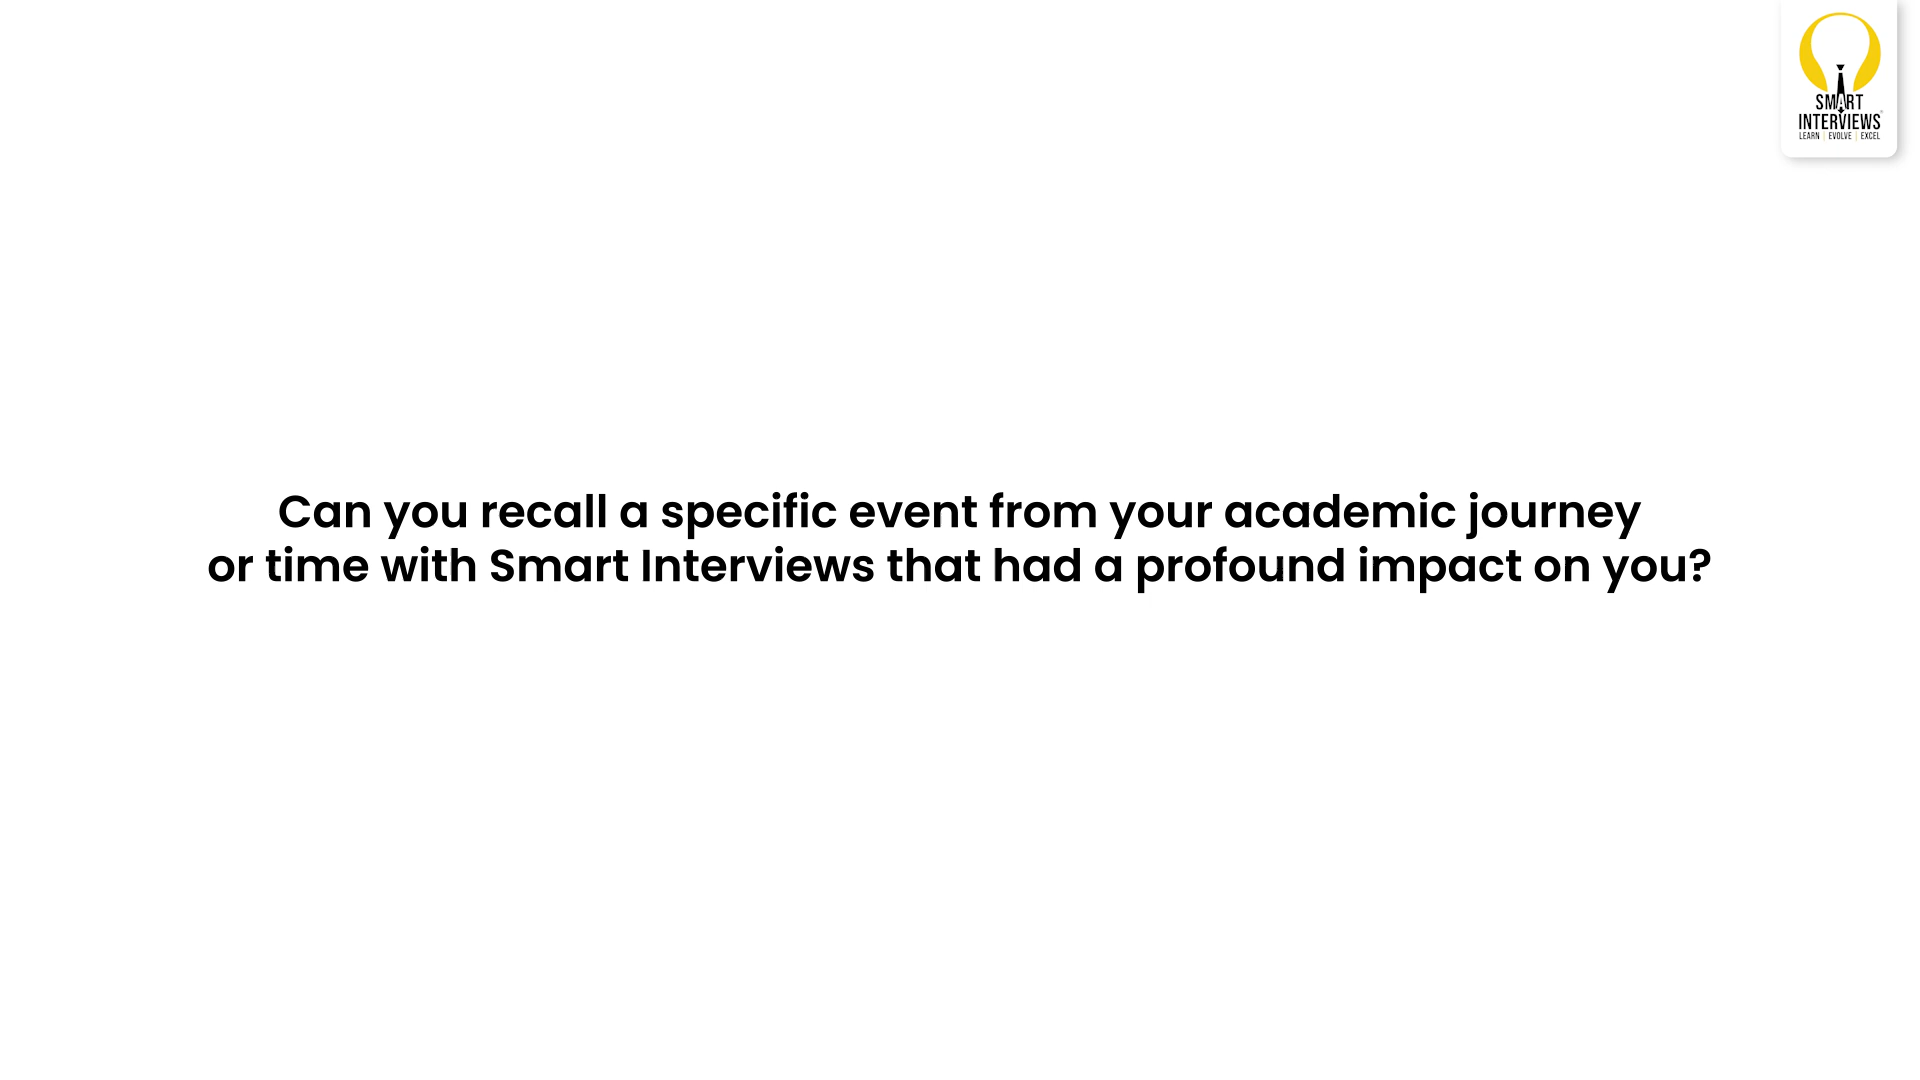 SMART
INTERVIEWS
LEARN | EVOLVE | EXCEL
Can you recall a specific event from your academic journey
or time with Smart Interviews that had a profound impact on you?